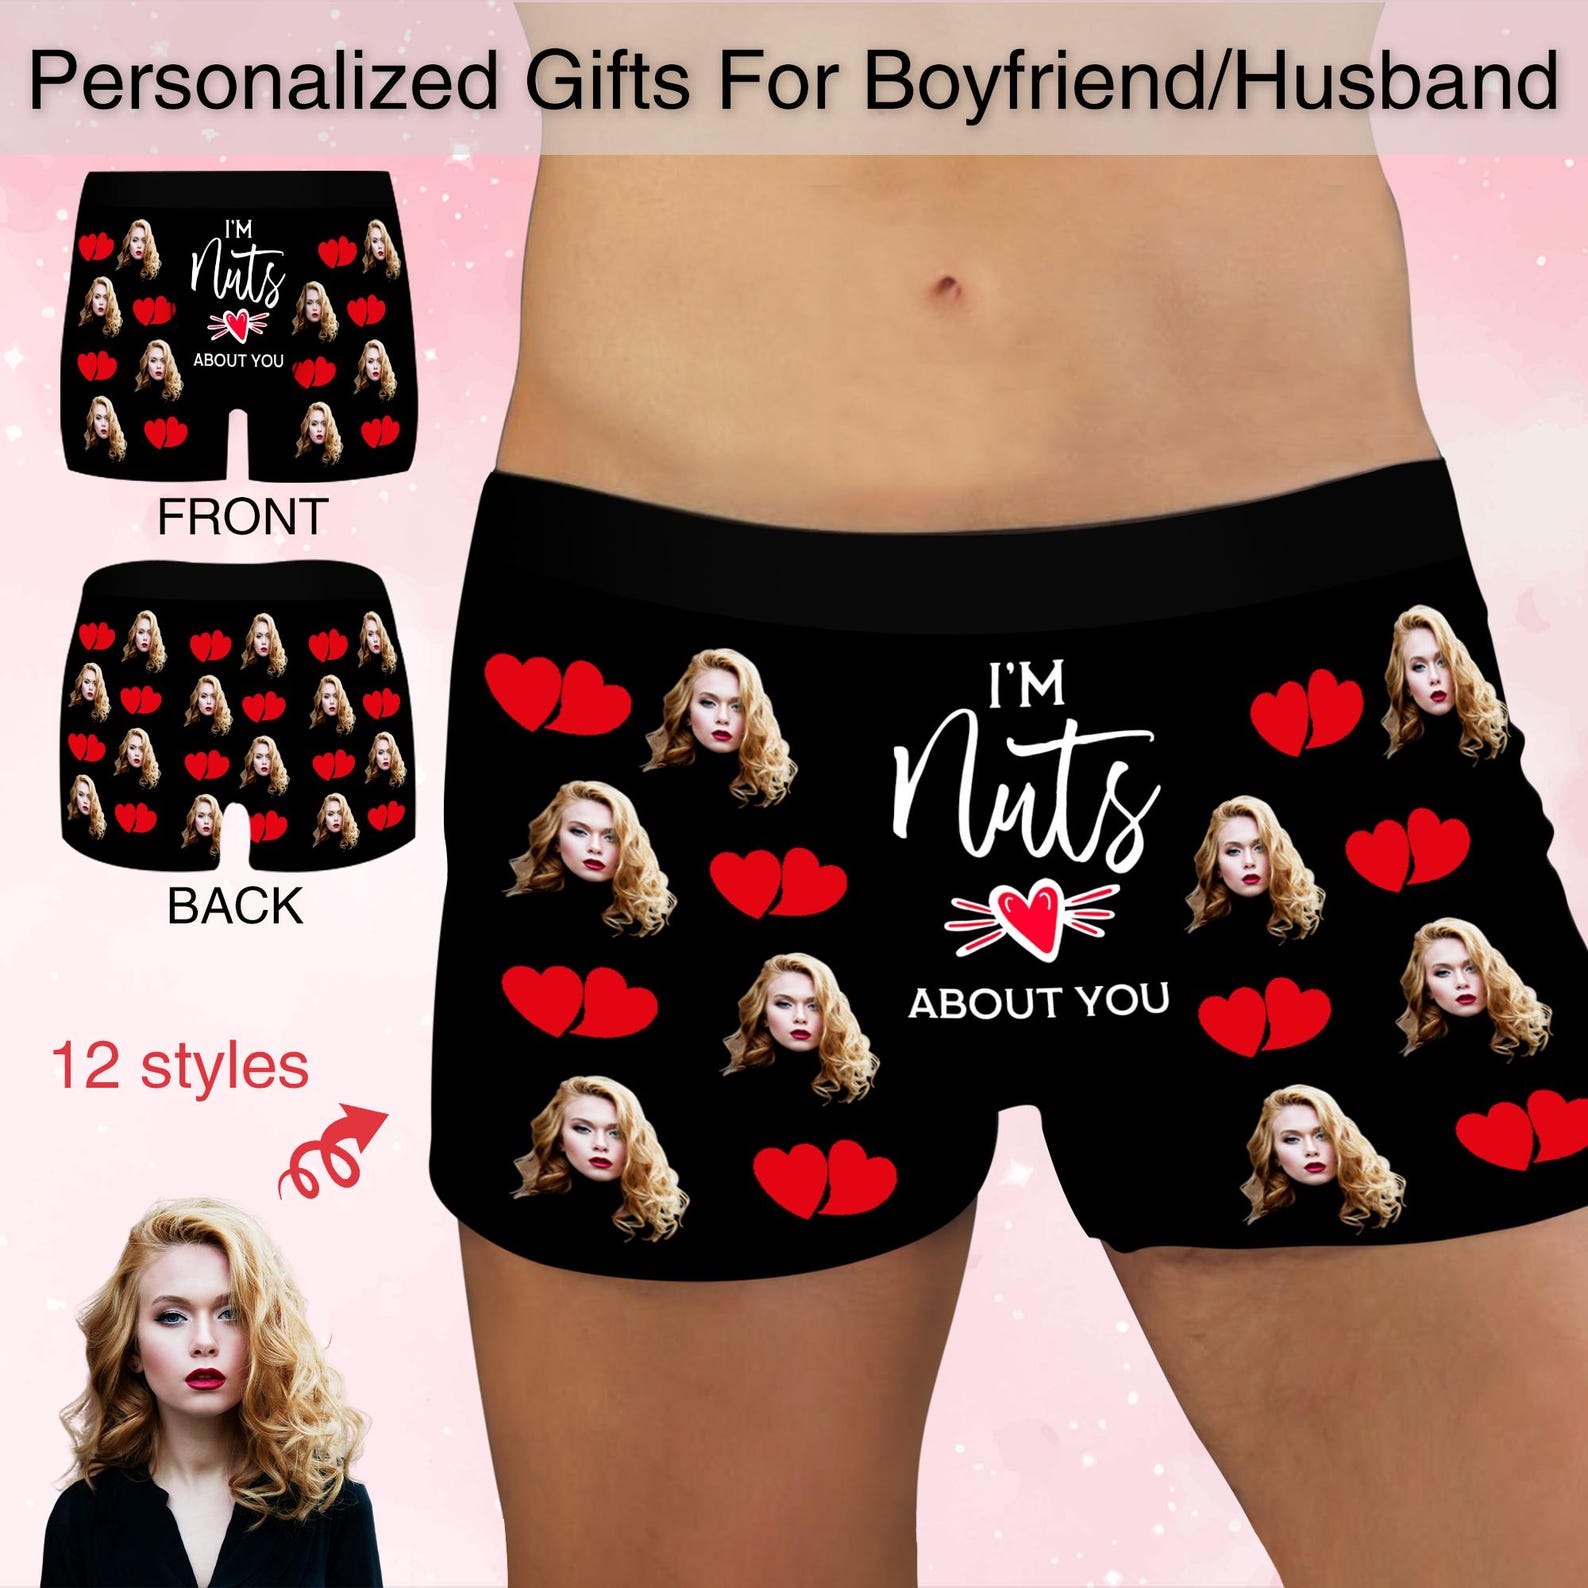 Personalized Gifts For Boyfriend/Husband
I'M
Nuts
ABOUT YOU
FRONT
BACK
12 styles
I'M
Nuts
ABOUT YOU